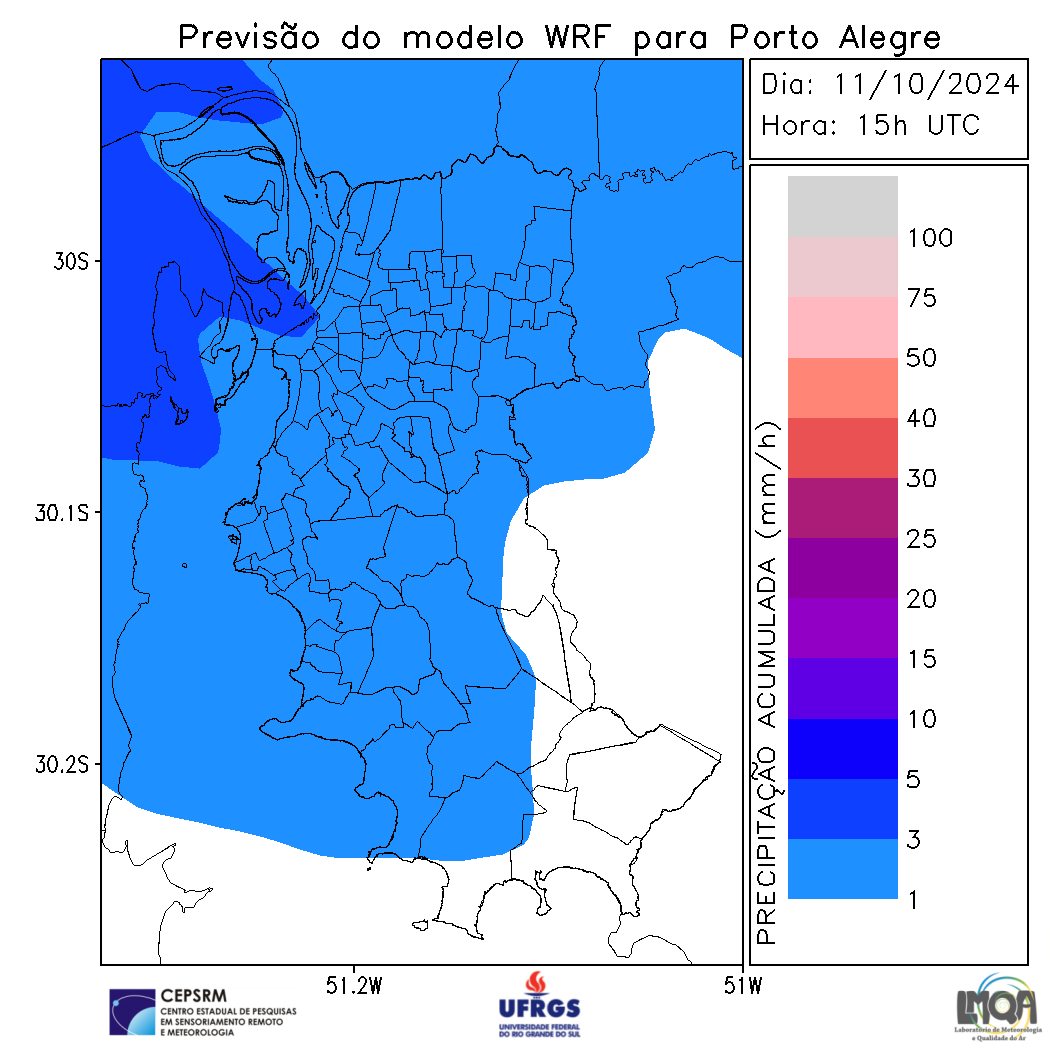 Previsão do modelo WRF para Porto Alegre
Dia: 11/10/2024
Hora: 15h UTC
30S
30.1S
30.2S
51.2W
51W
PRECIPITAÇÃO ACUMULADA (mm/h)
100
75
50
40
30
25
20
15
10
5
3
1
CEPSRM
CENTRO ESTADUAL DE PESQUISAS
EM SENSORIAMENTO REMOTO
E METEOROLOGIA
UFRGS
UNIVERSIDADE FEDERAL
DO RIO GRANDE DO SUL
LMQA
Laboratório de Meteorologia
e Qualidade do Ar